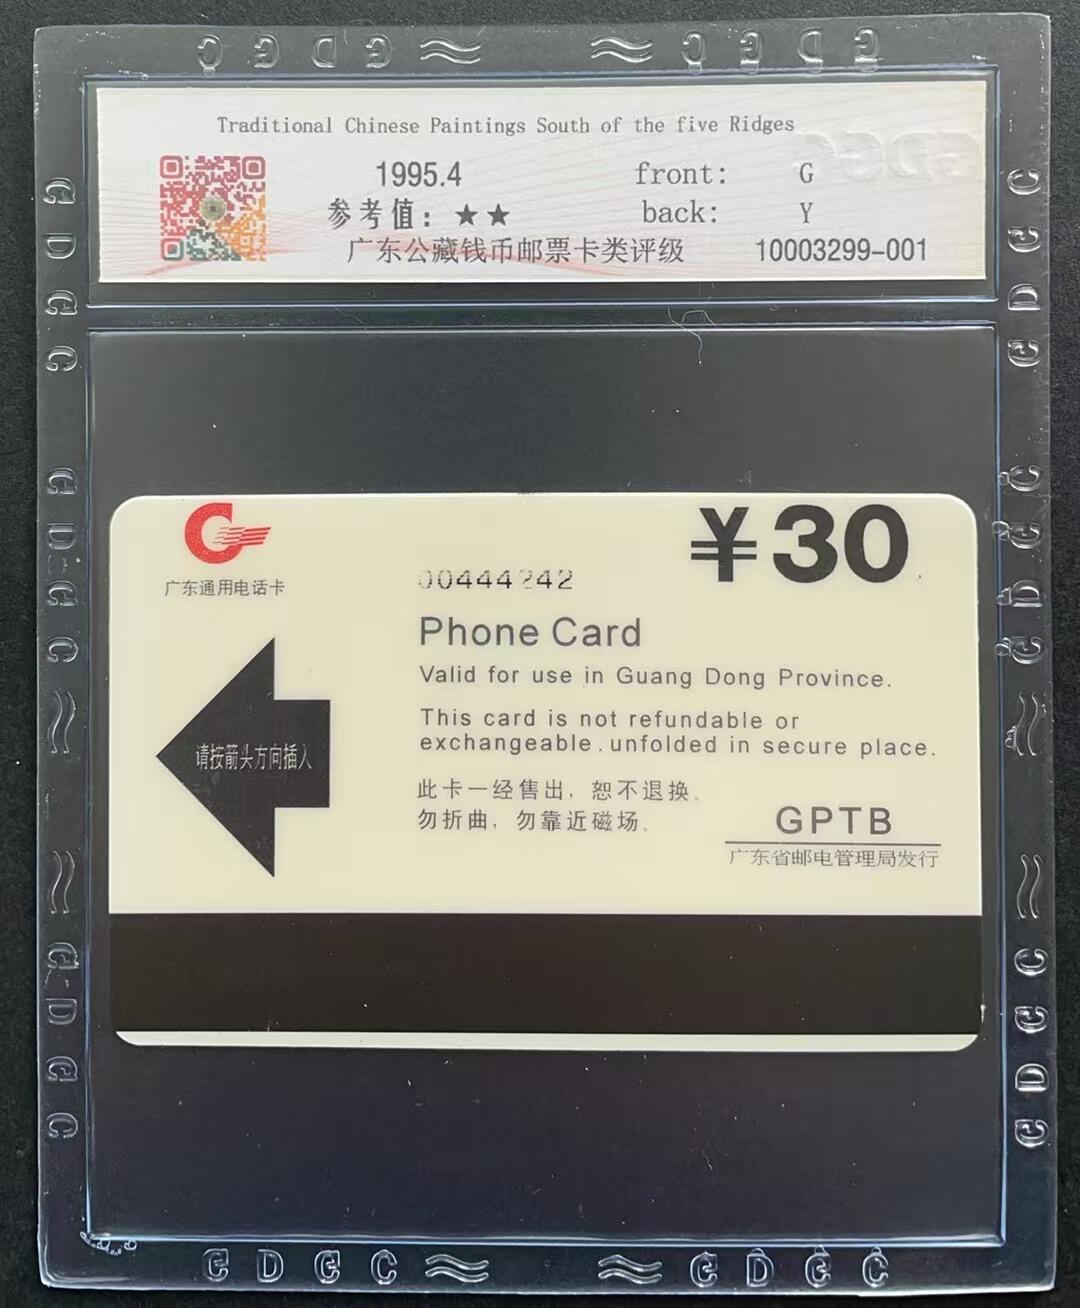 G D G C
G D G C
Traditional Chinese Paintings South of the five Ridges
1995.4
front: G
参考值：★★
back: Y
广东公藏钱币邮票卡类评级
10003299-001
¥30
广东通用电话卡
00444242
Phone Card
Valid for use in Guang Dong Province.
This card is not refundable or
exchangeable.unfolded in secure place.
请按箭头方向插入
此卡一经售出，恕不退换。
勿折曲，勿靠近磁场。
GPTB
广东省邮电管理局发行
G D G C
G D G C
G D G C
G D G C
G D G C
G D G C
G D G C
G D G C